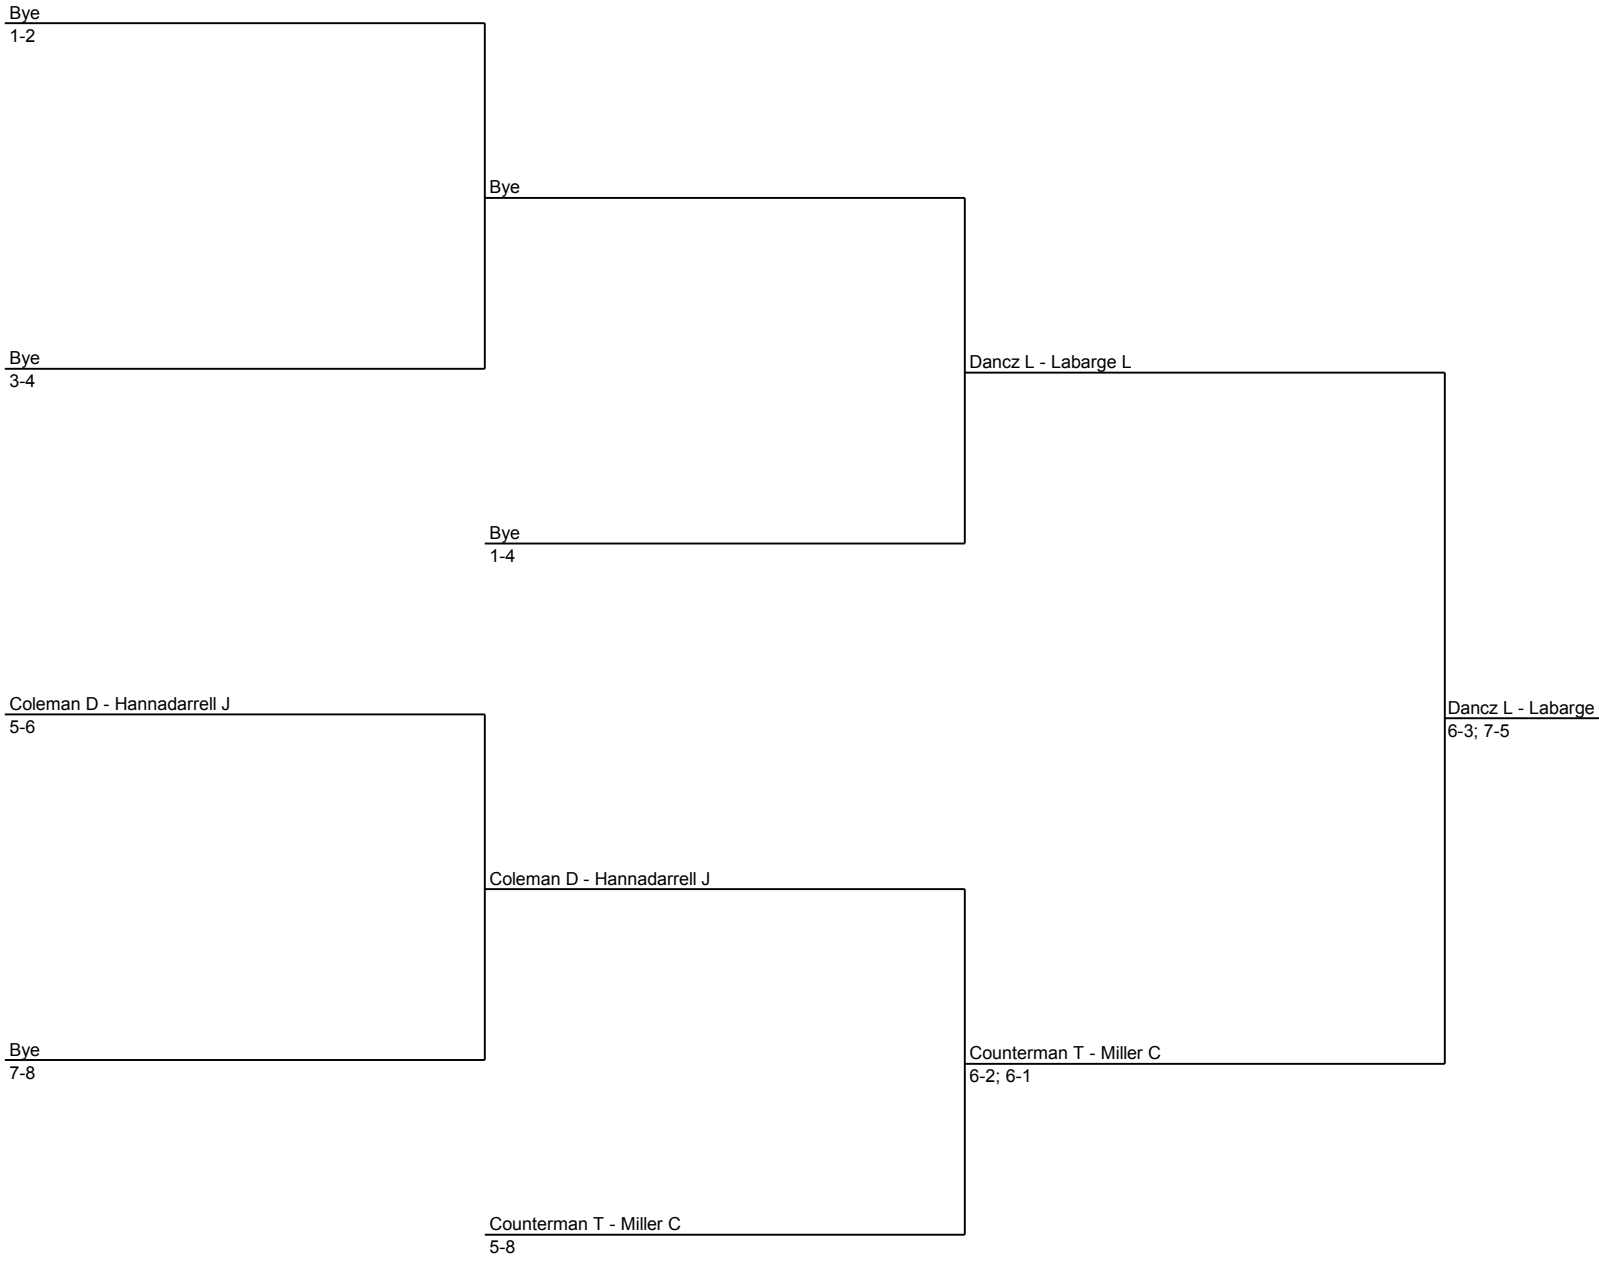 Bye
1-2
Bye
Bye
3-4
Dancz L - Labarge L
Bye
1-4
Coleman D - Hannadarrell J
5-6
Dancz L - Labarge
6-3; 7-5
Coleman D - Hannadarrell J
Bye
7-8
Counterman T - Miller C
6-2; 6-1
Counterman T - Miller C
5-8